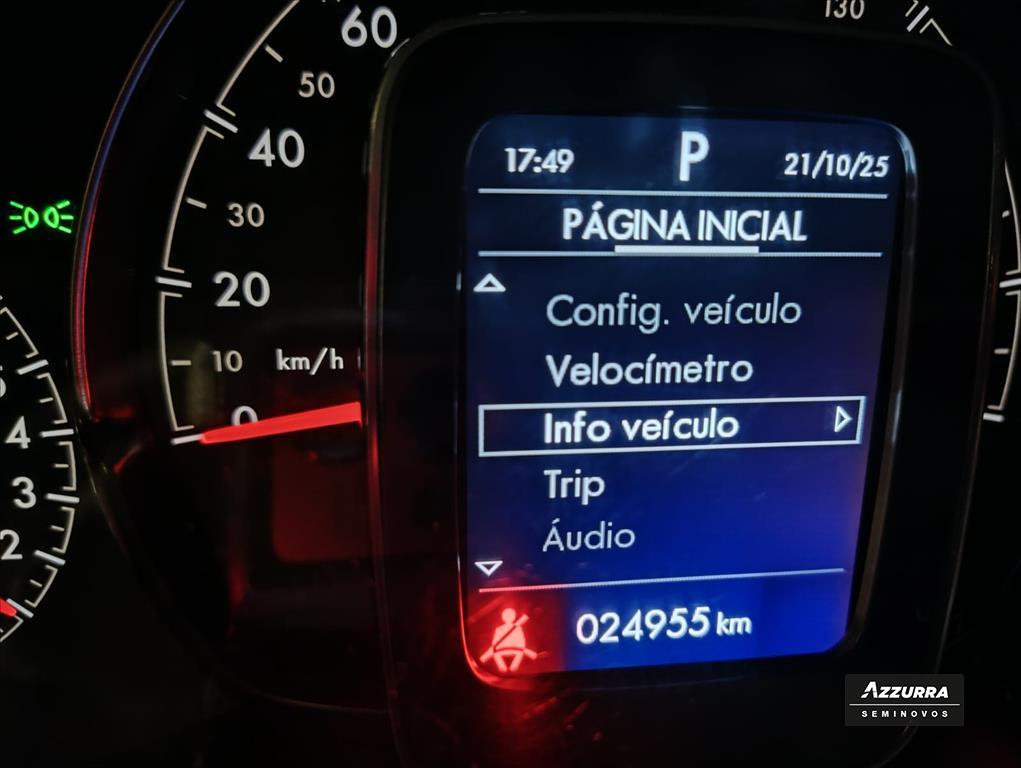 130
60
50
40
30
20
10 km/h
0
4
3
2
17:49 P 21/10/25
PÁGINA INICIAL
Config. veículo
Velocímetro
Info veículo
Trip
Áudio
024955 km
AZZURRA
SEMINOVOS